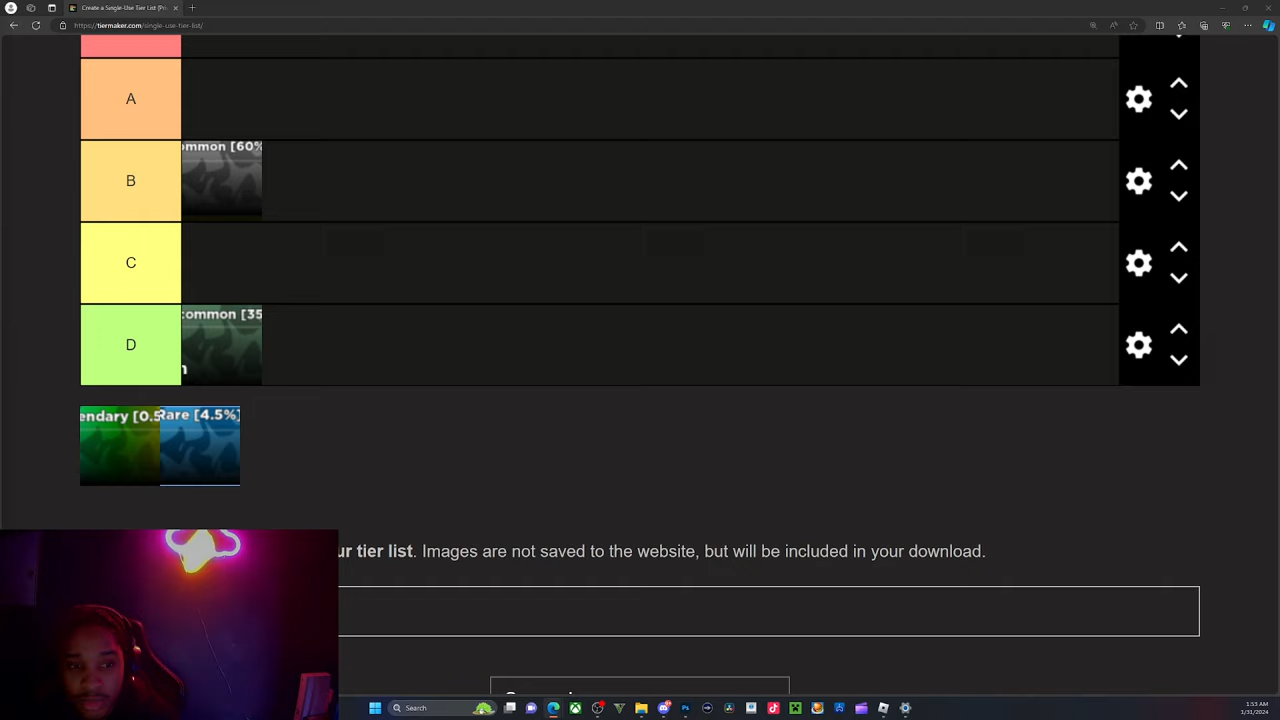 Create a Single-Use Tier List (Pri
https://tiermaker.com/single-use-tier-list/
A
B
ommon [60%
C
D
common [35
n
endary [0.5
Rare [4.5%]
ur tier list. Images are not saved to the website, but will be included in your download.
Search
1:53 AM
1/31/2024